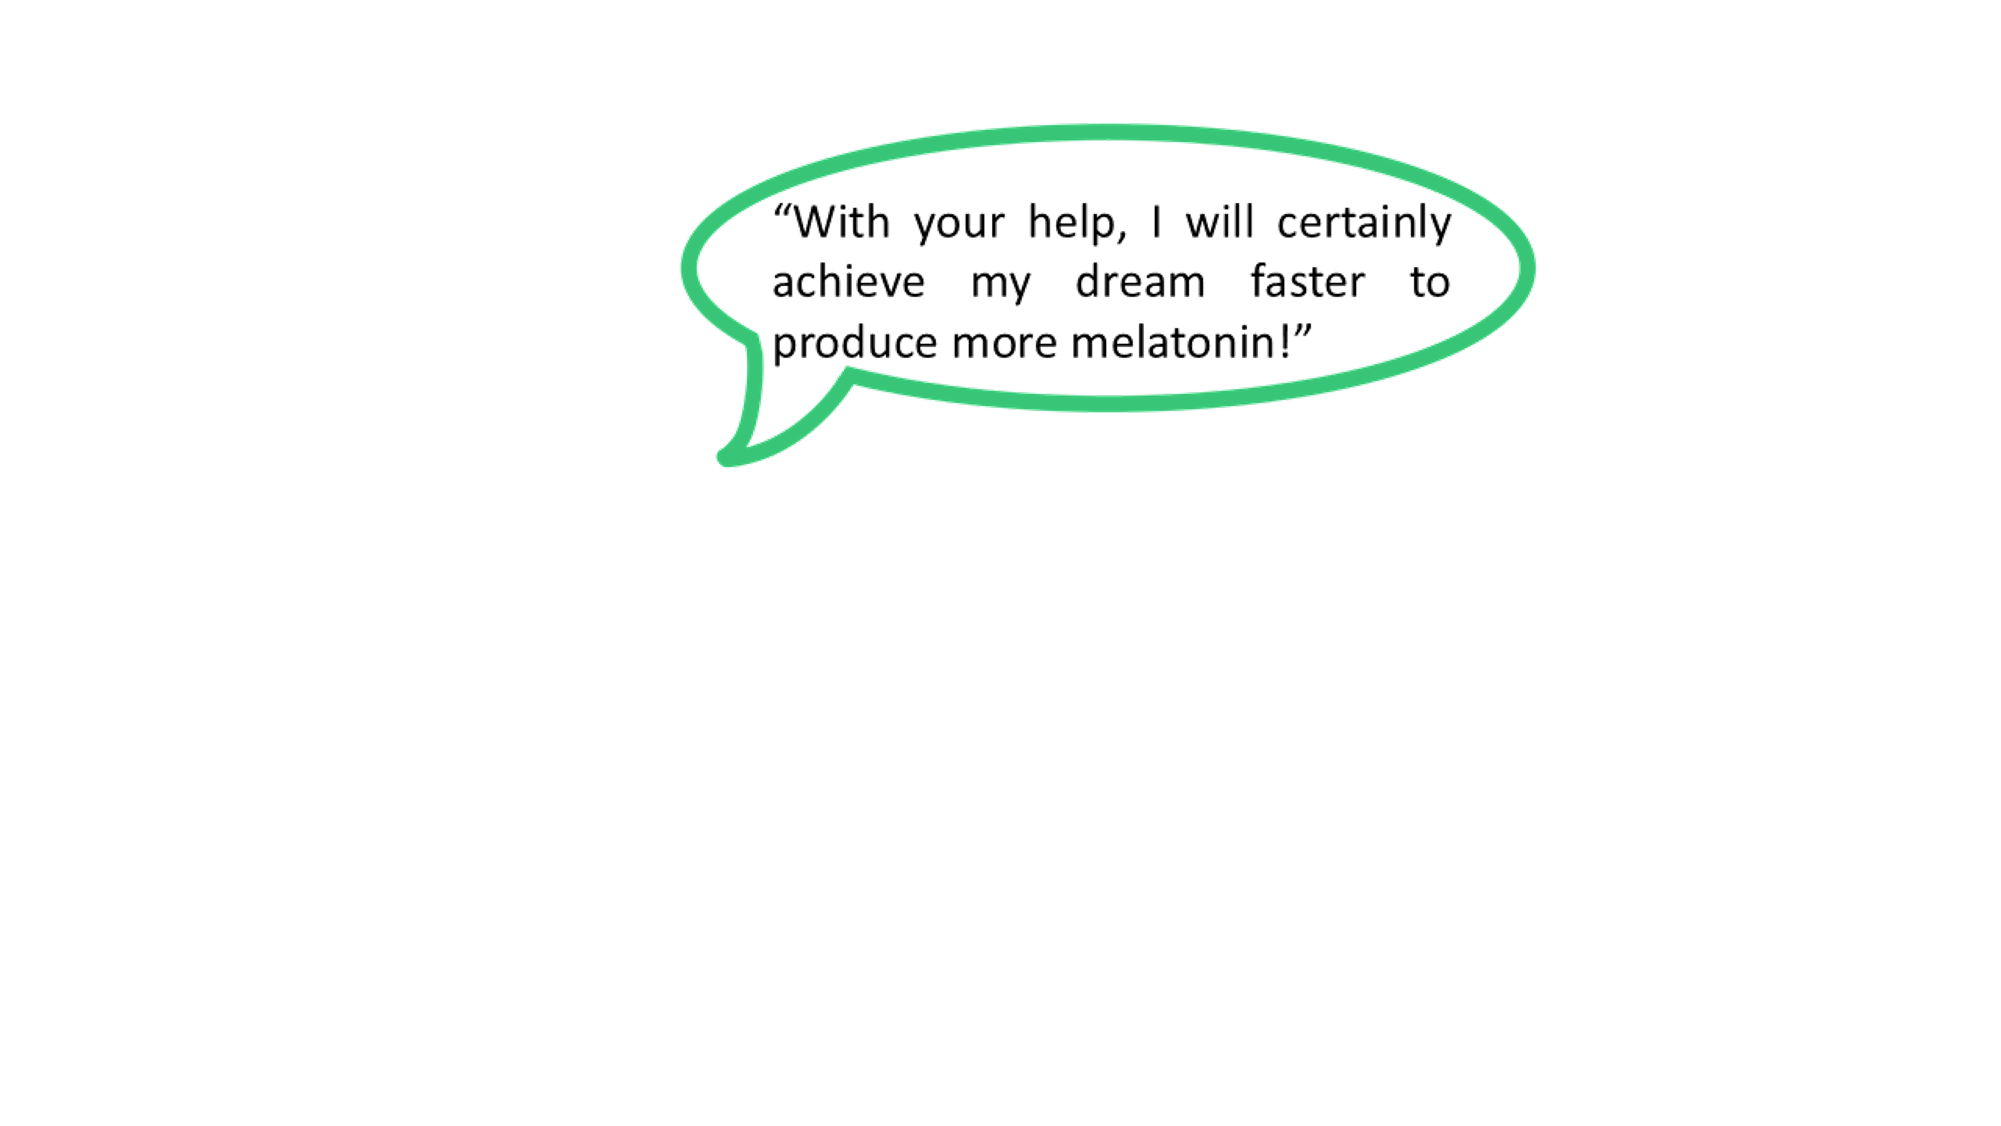 “With your help, I will certainly
achieve my dream faster to
produce more melatonin!”